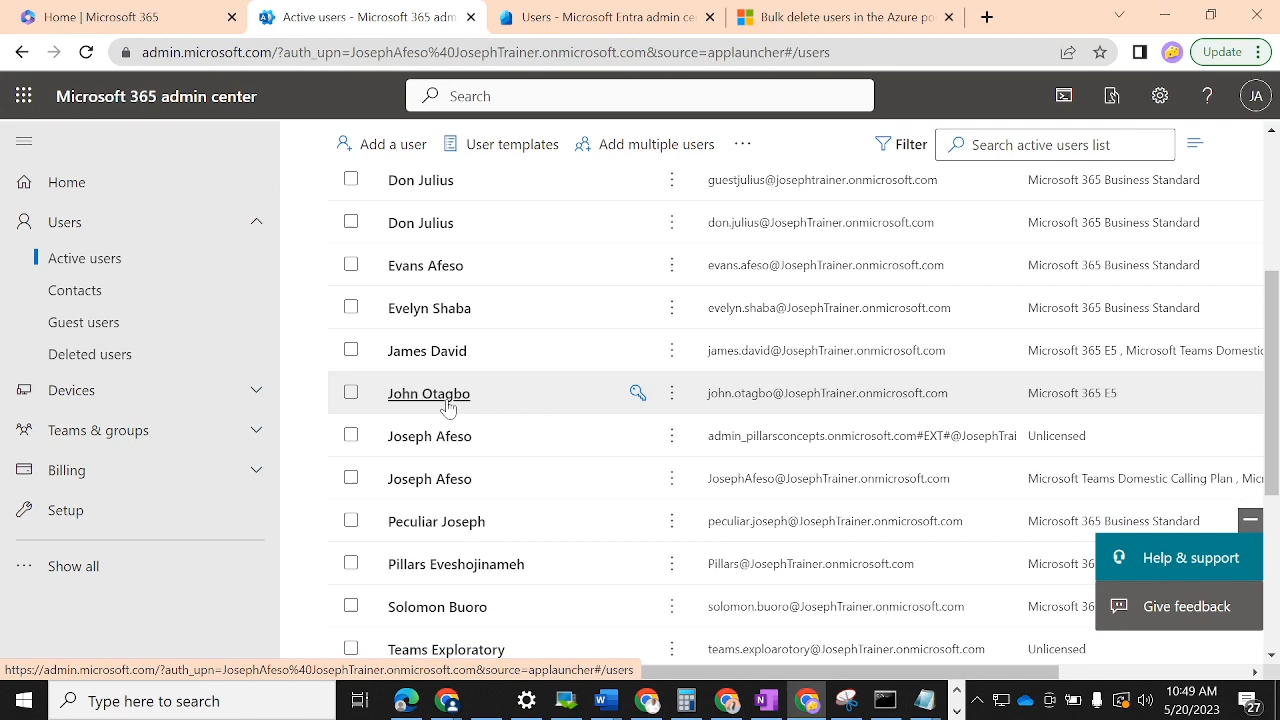 Home | Microsoft 365
Active users - Microsoft 365 adm
Users - Microsoft Entra admin ce
Bulk delete users in the Azure po
admin.microsoft.com/?auth_upn=JosephAfeso%40JosephTrainer.onmicrosoft.com&source=applauncher#/users
Update
Microsoft 365 admin center
Search
JA
Add a user
User templates
Add multiple users
Filter
Search active users list
Home
Users
Active users
Contacts
Guest users
Deleted users
Devices
Teams & groups
Billing
Setup
Show all
Don Julius guestjulius@josephtrainer.onmicrosoft.com Microsoft 365 Business Standard
Don Julius don.julius@JosephTrainer.onmicrosoft.com Microsoft 365 Business Standard
Evans Afeso evans.afeso@JosephTrainer.onmicrosoft.com Microsoft 365 Business Standard
Evelyn Shaba evelyn.shaba@JosephTrainer.onmicrosoft.com Microsoft 365 Business Standard
James David james.david@JosephTrainer.onmicrosoft.com Microsoft 365 E5 , Microsoft Teams Domestic
John Otagbo john.otagbo@JosephTrainer.onmicrosoft.com Microsoft 365 E5
Joseph Afeso admin_pillarsconcepts.onmicrosoft.com#EXT#@JosephTrai Unlicensed
Joseph Afeso JosephAfeso@JosephTrainer.onmicrosoft.com Microsoft Teams Domestic Calling Plan , Mic
Peculiar Joseph peculiar.joseph@JosephTrainer.onmicrosoft.com Microsoft 365 Business Standard
Pillars Eveshojinameh Pillars@JosephTrainer.onmicrosoft.com Microsoft 36
Solomon Buoro solomon.buoro@JosephTrainer.onmicrosoft.com Microsoft 36
Teams Exploratory teams.exploarotory@JosephTrainer.onmicrosoft.com Unlicensed
Help & support
Give feedback
https://admin.microsoft.com/?auth_upn=JosephAfeso%40JosephTrainer.onmicrosoft.com&source=applauncher#/users
Type here to search
10:49 AM
5/20/2023
27